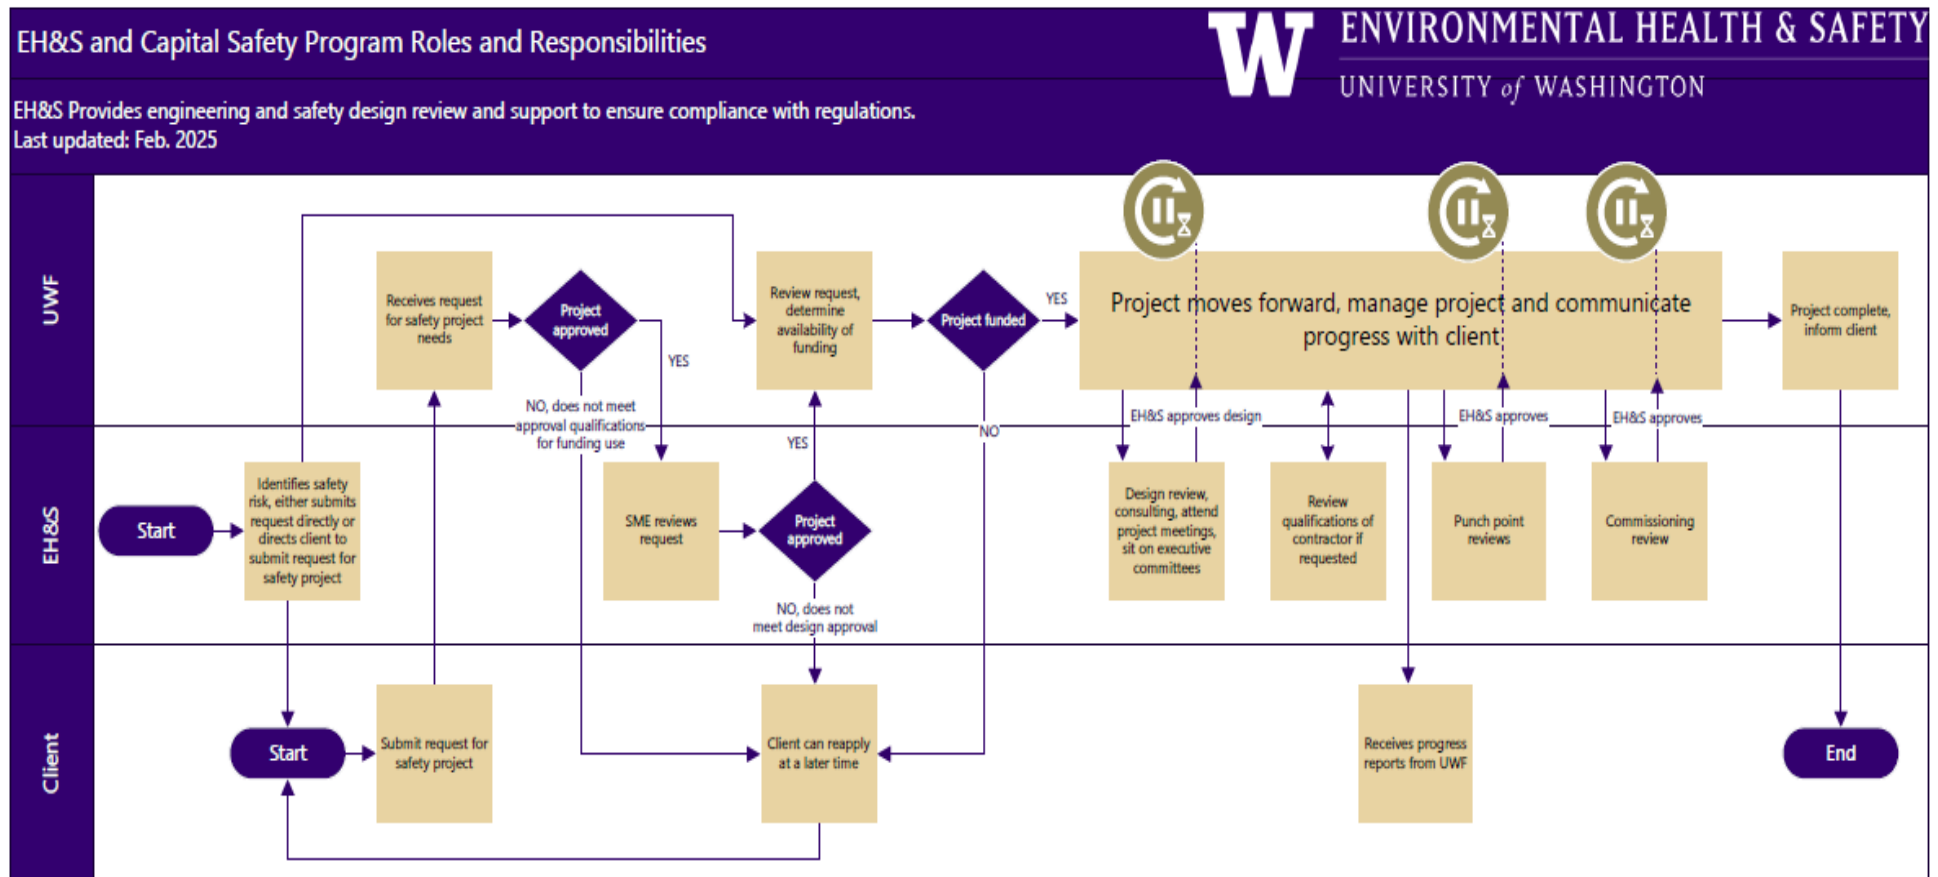 EH&S and Capital Safety Program Roles and Responsibilities
W
ENVIRONMENTAL HEALTH & SAFETY
UNIVERSITY of WASHINGTON
EH&S Provides engineering and safety design review and support to ensure compliance with regulations.
Last updated: Feb. 2025
UWF
Receives request
for safety project
needs
Project
approved
YES
NO, does not meet
approval qualifications
for funding use
Review request,
determine
availability of
funding
Project funded
YES
NO
Project moves forward, manage project and communicate
progress with client
Project complete,
inform client
EH&S approves design
EH&S approves
EH&S approves
EH&S
Start
Identifies safety
risk, either submits
request directly or
directs client to
submit request for
safety project
SME reviews
request
YES
Project
approved
NO, does not
meet design approval
Design review,
consulting, attend
project meetings,
sit on executive
committees
Review
qualifications of
contractor if
requested
Punch point
reviews
Commissioning
review
Client
Start
Submit request for
safety project
Client can reapply
at a later time
Receives progress
reports from UWF
End